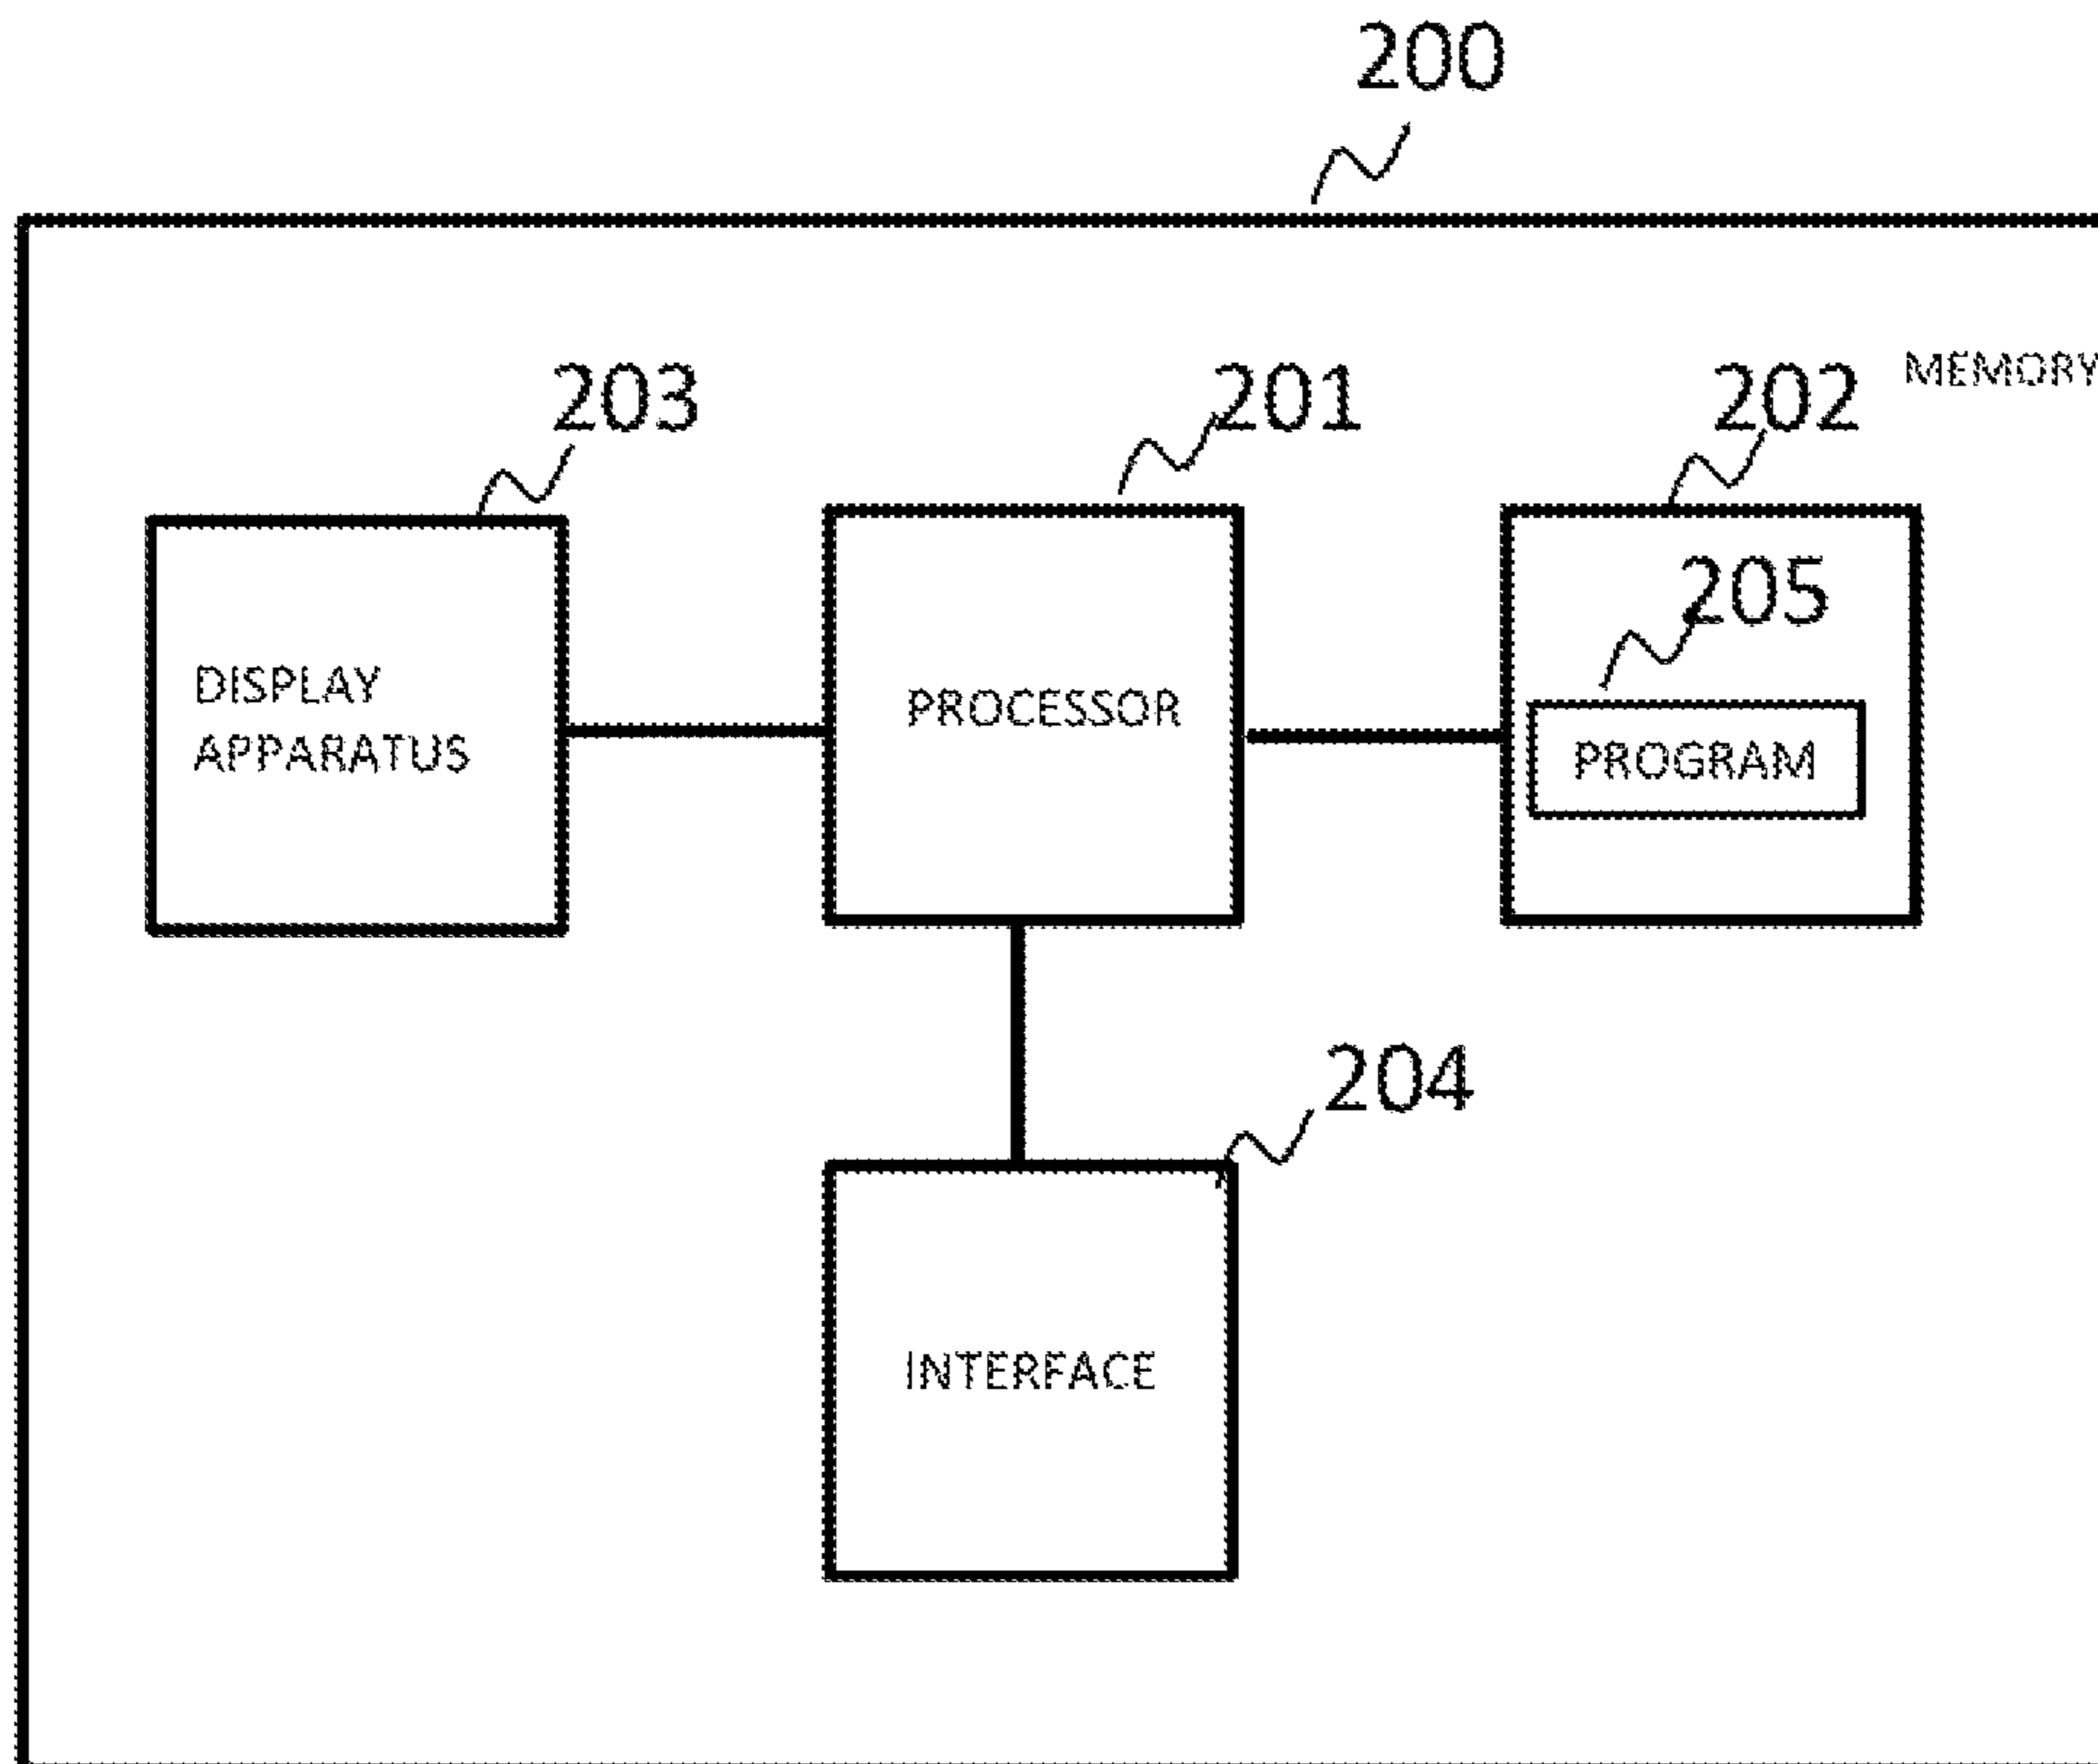 200
203
201
202
MEMORY
205
DISPLAY
APPARATUS
PROCESSOR
PROGRAM
204
INTERFACE